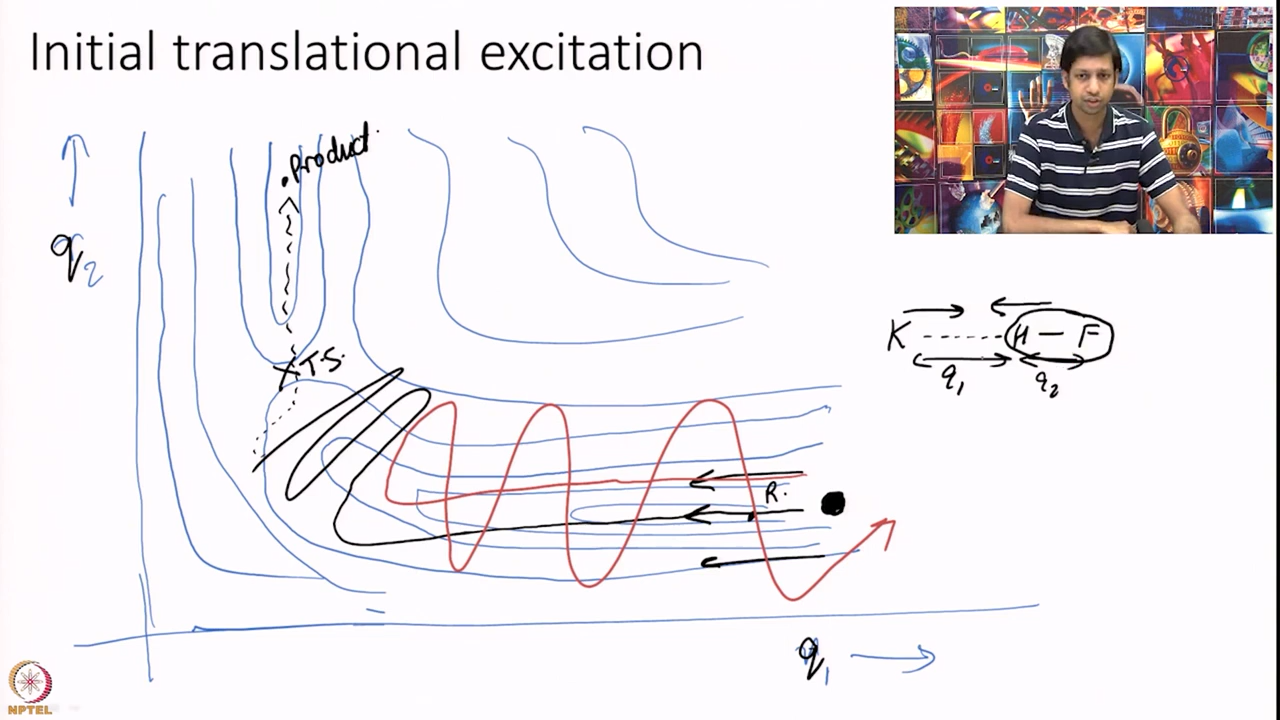 Initial translational excitation
Product.
q₂
T.S.
K ----- H — F
q₁ q₂
R.
q₁
NPTEL